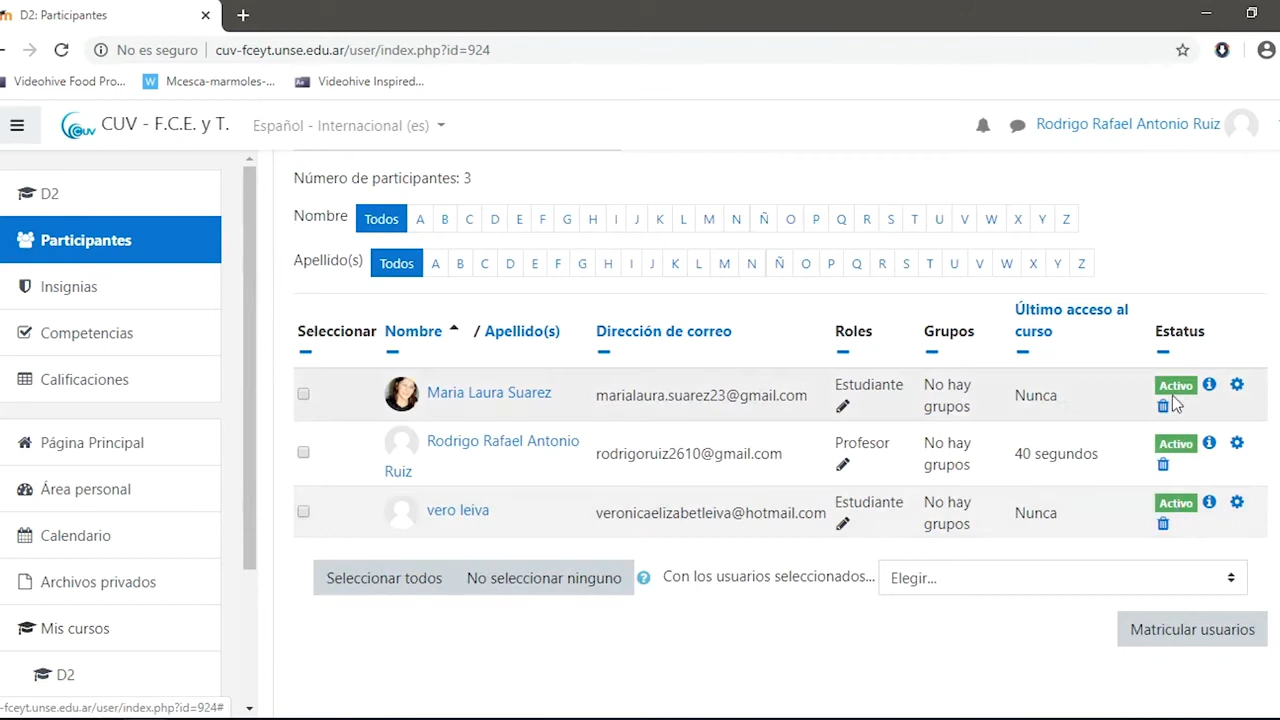 D2: Participantes
No es seguro | cuv-fceyt.unse.edu.ar/user/index.php?id=924
Videohive Food Pro... Mcesca-marmoles-... Videohive Inspired...
CUV - F.C.E. y T. Español - Internacional (es) Rodrigo Rafael Antonio Ruiz
D2
Participantes
Insignias
Competencias
Calificaciones
Página Principal
Área personal
Calendario
Archivos privados
Mis cursos
D2
-fceyt.unse.edu.ar/user/index.php?id=924#
Número de participantes: 3
Nombre Todos A B C D E F G H I J K L M N Ñ O P Q R S T U V W X Y Z
Apellido(s) Todos A B C D E F G H I J K L M N Ñ O P Q R S T U V W X Y Z
Seleccionar Nombre / Apellido(s) Dirección de correo Roles Grupos Último acceso al curso Estatus
Maria Laura Suarez marialaura.suarez23@gmail.com Estudiante No hay grupos Nunca Activo
Rodrigo Rafael Antonio Ruiz rodrigoruiz2610@gmail.com Profesor No hay grupos 40 segundos Activo
vero leiva veronicaelizabetleiva@hotmail.com Estudiante No hay grupos Nunca Activo
Seleccionar todos No seleccionar ninguno Con los usuarios seleccionados... Elegir...
Matricular usuarios